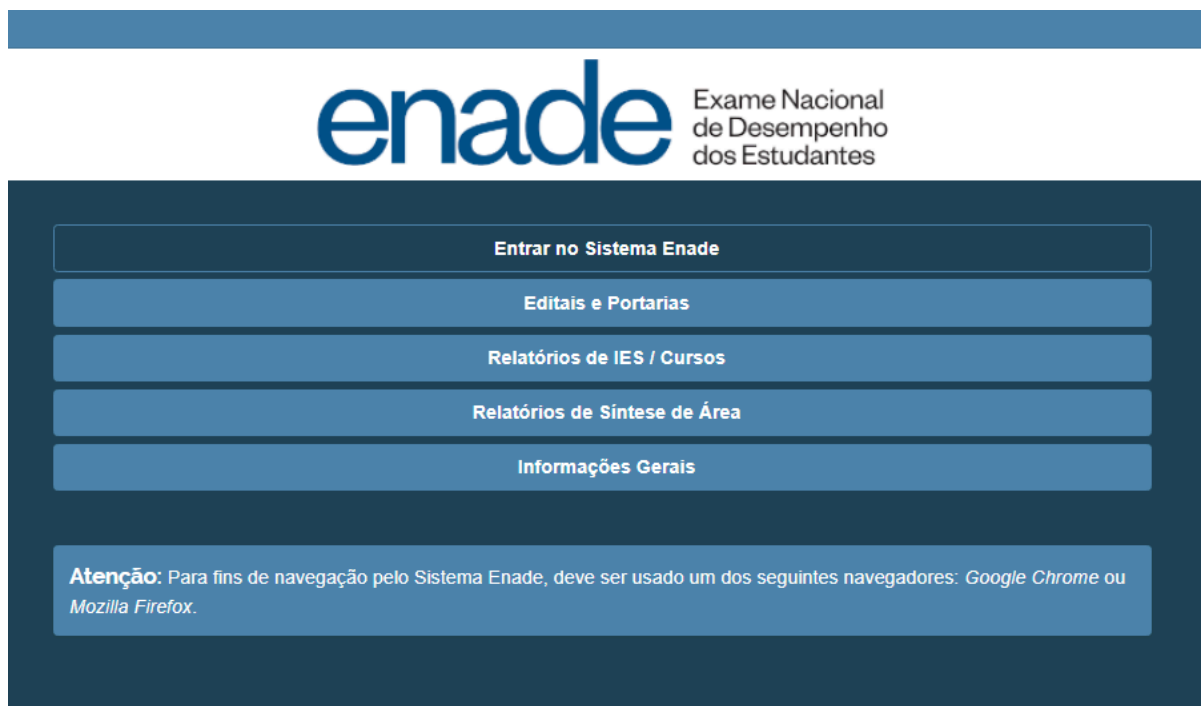 enade
Exame Nacional
de Desempenho
dos Estudantes
Entrar no Sistema Enade
Editais e Portarias
Relatórios de IES / Cursos
Relatórios de Síntese de Área
Informações Gerais
Atenção: Para fins de navegação pelo Sistema Enade, deve ser usado um dos seguintes navegadores: Google Chrome ou
Mozilla Firefox.